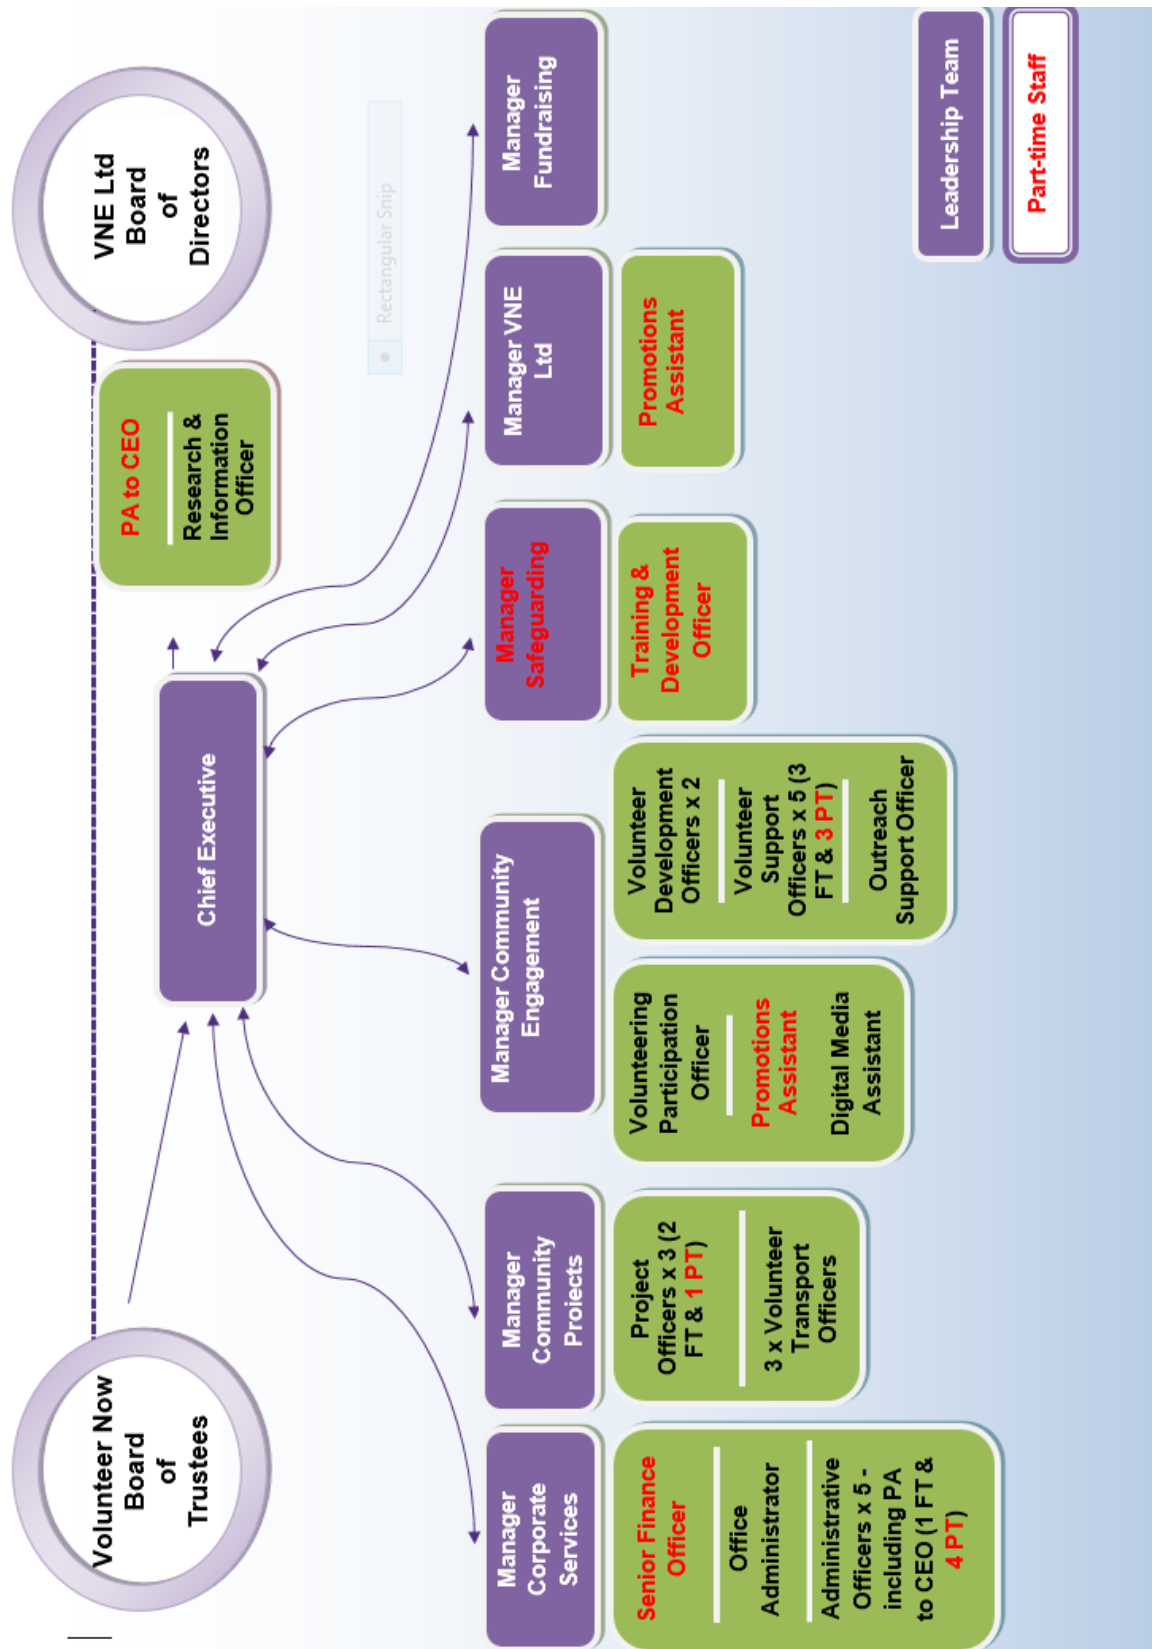 Volunteer Now
Board
of
Trustees
VNE Ltd
Board
of
Directors
Chief Executive
PA to CEO
Research &
Information
Officer
Rectangular Snip
Manager
Corporate
Services
Manager
Community
Proiects
Manager Community
Engagement
Manager
Safeguarding
Manager VNE
Ltd
Manager
Fundraising
Senior Finance
Officer
Office
Administrator
Administrative
Officers x 5 -
including PA
to CEO (1 FT &
4 PT)
Project
Officers x 3 (2
FT & 1 PT)
3 x Volunteer
Transport
Officers
Volunteering
Participation
Officer
Promotions
Assistant
Digital Media
Assistant
Volunteer
Development
Officers x 2
Volunteer
Support
Officers x 5 (3
FT & 3 PT)
Outreach
Support Officer
Training &
Development
Officer
Promotions
Assistant
Leadership Team
Part-time Staff